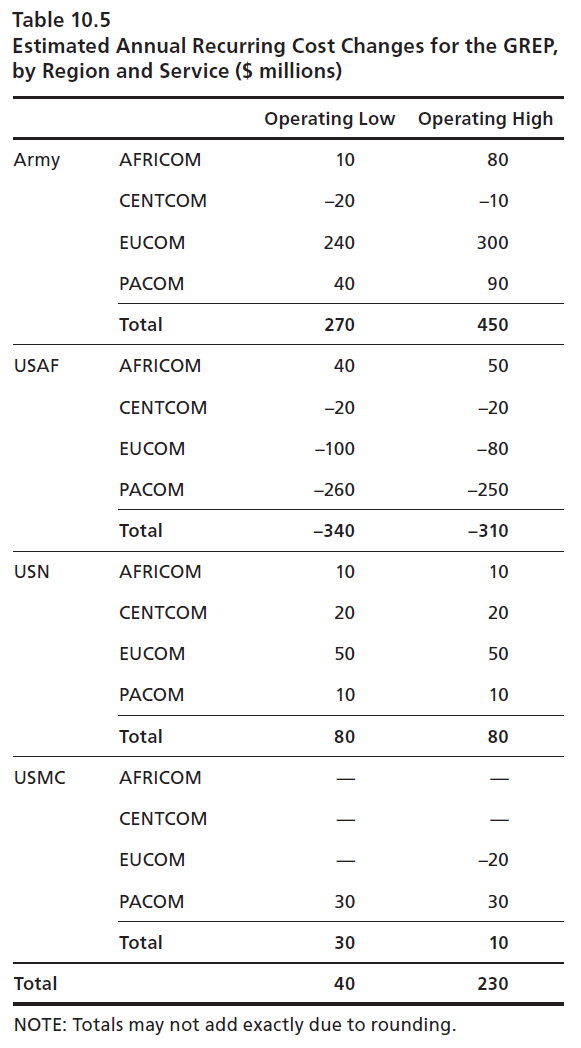 Table 10.5
Estimated Annual Recurring Cost Changes for the GREP,
by Region and Service ($ millions)
Operating Low Operating High
Army AFRICOM 10 80
CENTCOM –20 –10
EUCOM 240 300
PACOM 40 90
Total 270 450
USAF AFRICOM 40 50
CENTCOM –20 –20
EUCOM –100 –80
PACOM –260 –250
Total –340 –310
USN AFRICOM 10 10
CENTCOM 20 20
EUCOM 50 50
PACOM 10 10
Total 80 80
USMC AFRICOM — —
CENTCOM — —
EUCOM — –20
PACOM 30 30
Total 30 10
Total 40 230
NOTE: Totals may not add exactly due to rounding.